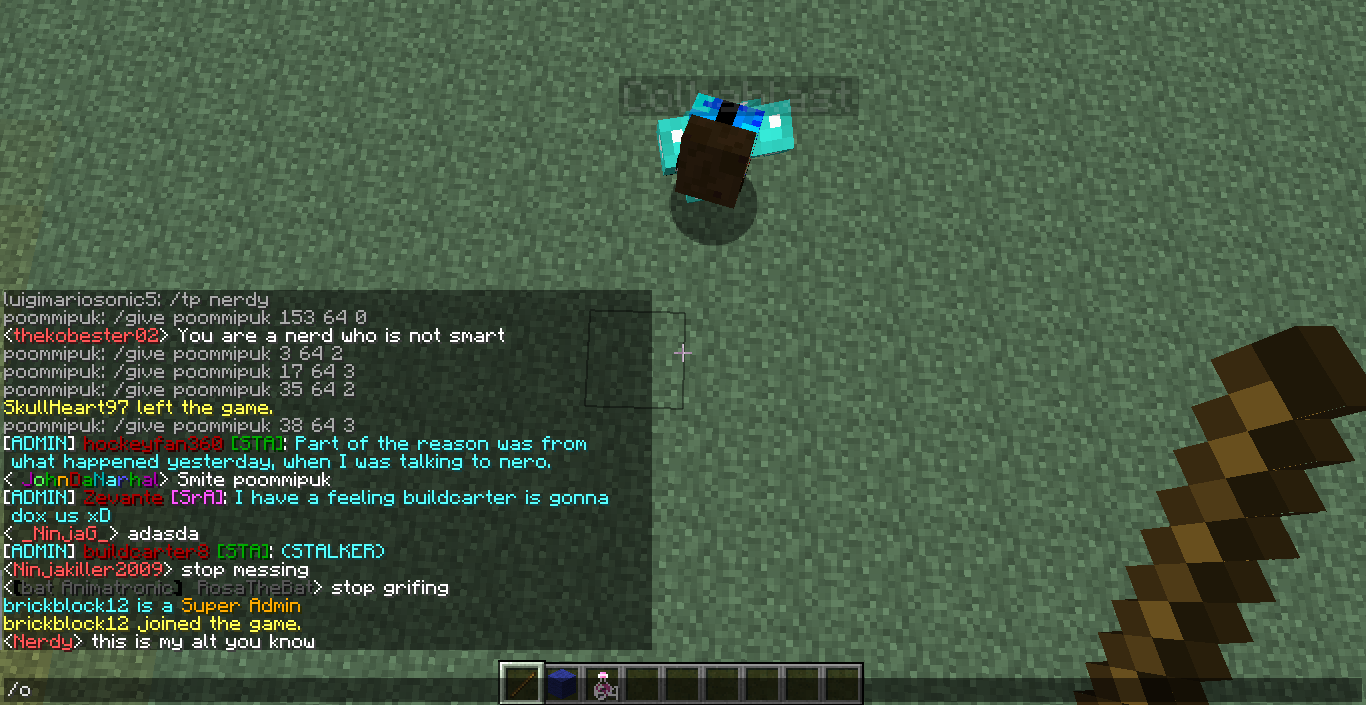 luigimariosonic5: /tp nerdy
poommipuk: /give poommipuk 153 64 0
<thekobester02> You are a nerd who is not smart
poommipuk: /give poommipuk 3 64 2
poommipuk: /give poommipuk 17 64 3
poommipuk: /give poommipuk 35 64 2
SkullHeart97 left the game.
poommipuk: /give poommipuk 38 64 3
[ADMIN] hockeyfan360 [STA]: Part of the reason was from
what happened yesterday, when I was talking to nero.
< JohnDaNarhal> Smite poommipuk
[ADMIN] Zevante [SrA]: I have a feeling buildcarter is gonna
dox us xD
< _NinjaG_> adasda
[ADMIN] buildcarter8 [STA]: (STALKER)
<Ninjakiller2009> stop messing
<[bat Animatronic] RosaTheBat> stop grifing
brickblock12 is a Super Admin
brickblock12 joined the game.
<Nerdy> this is my alt you know
/o
64